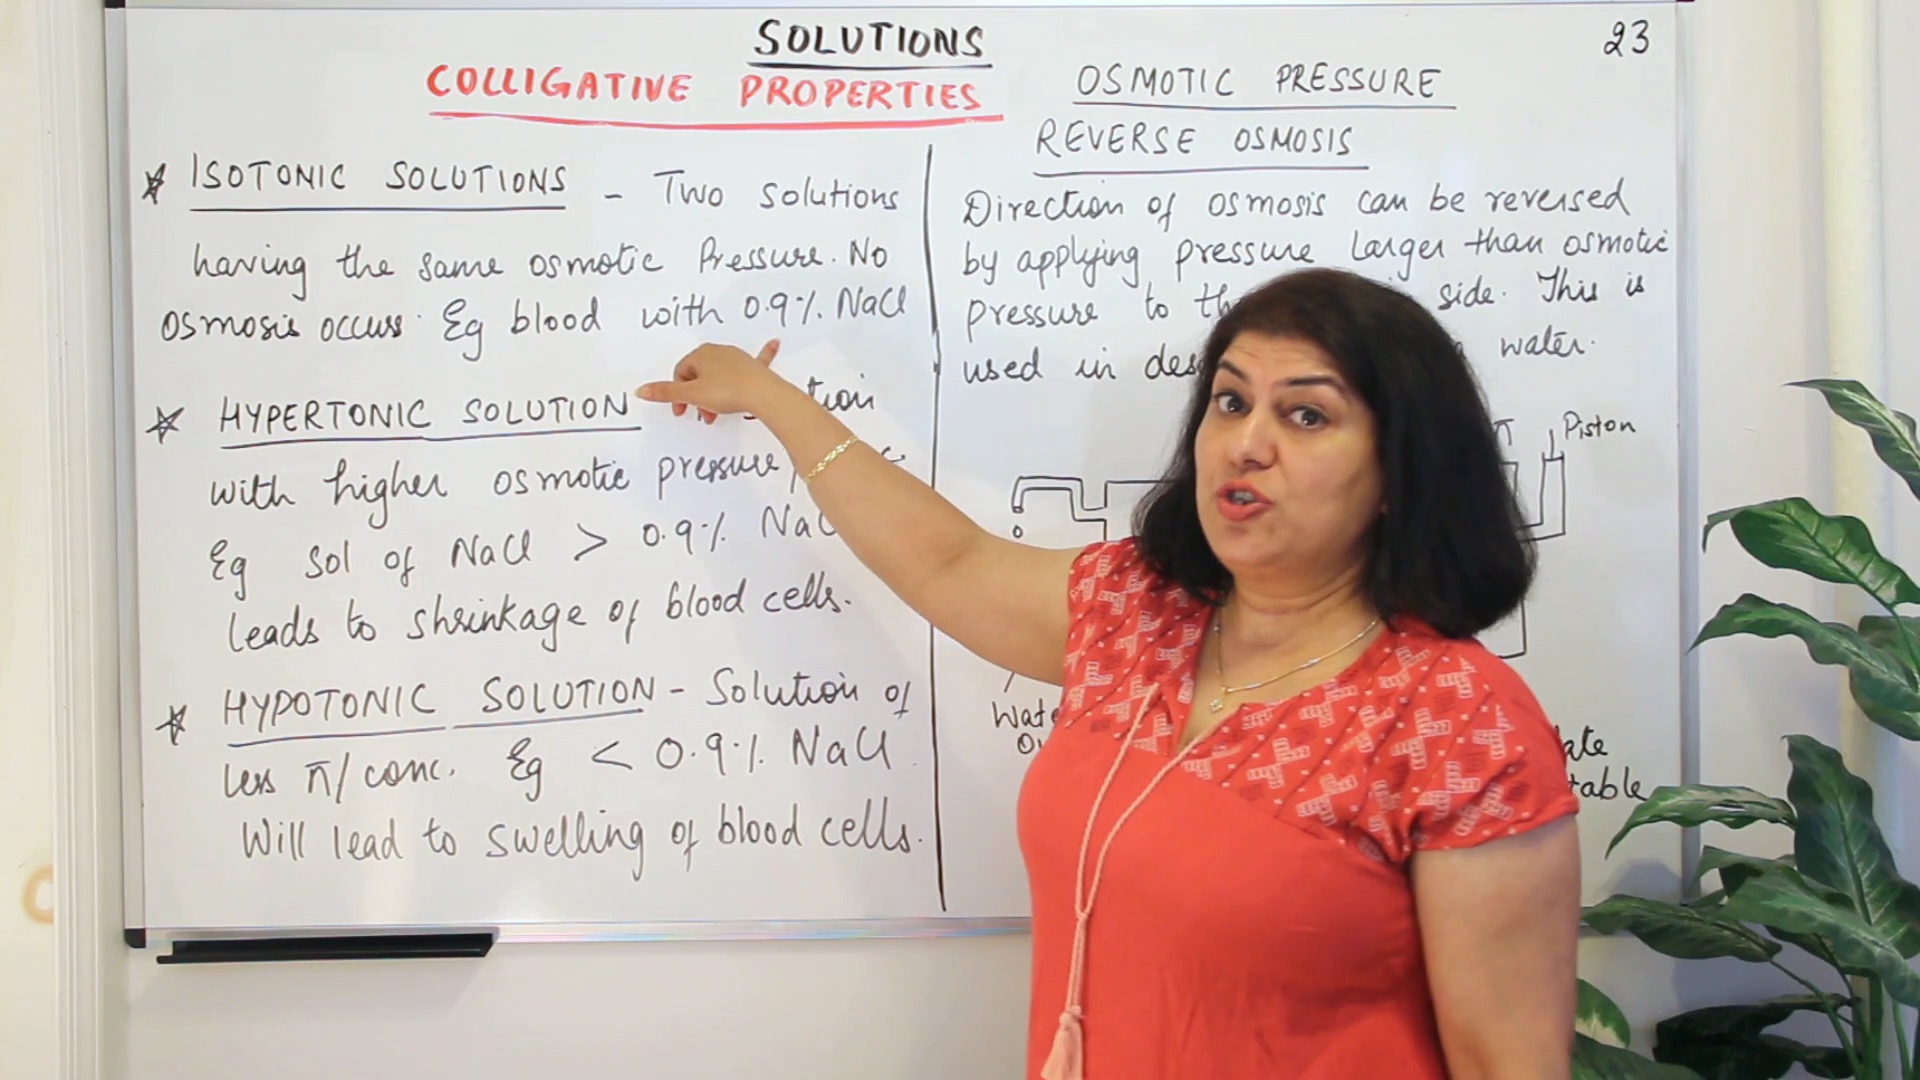 SOLUTIONS
23
COLLIGATIVE PROPERTIES
OSMOTIC PRESSURE
REVERSE OSMOSIS
ISOTONIC SOLUTIONS - Two solutions
having the same osmotic Pressure. No
osmosis occurs. Eg blood with 0.9% NaCl
HYPERTONIC SOLUTION
with higher osmotic pressure/
Eg sol of NaCl > 0.9%
leads to shrinkage of blood cells.
HYPOTONIC SOLUTION - Solution of
less π/conc. Eg < 0.9% NaCl
Will lead to swelling of blood cells.
Direction of osmosis can be reversed
by applying pressure larger than osmotic
pressure to side. This is
used in water.
π
Piston